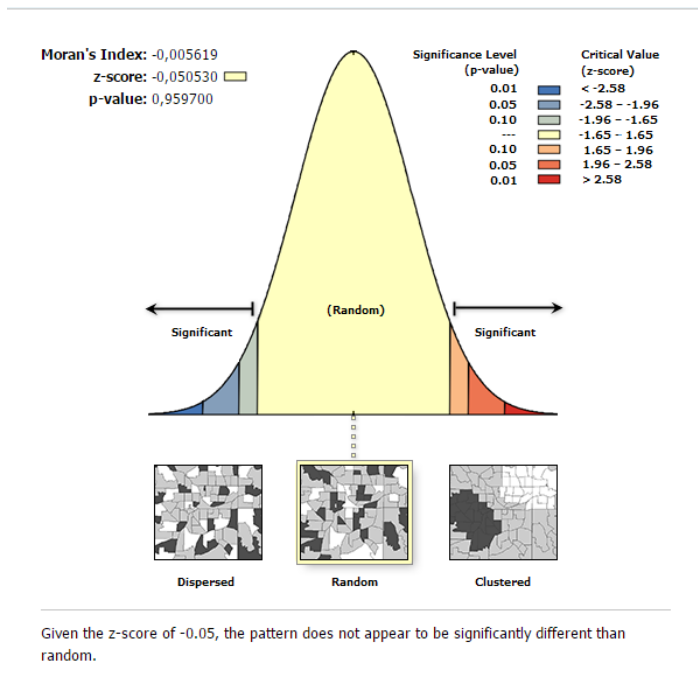 Moran's Index: -0,005619
z-score: -0,050530
p-value: 0,959700
Significance Level
(p-value)
Critical Value
(z-score)
0.01 < -2.58
0.05 -2.58 - -1.96
0.10 -1.96 - -1.65
--- -1.65 - 1.65
0.10 1.65 - 1.96
0.05 1.96 - 2.58
0.01 > 2.58
(Random)
Significant
Significant
Dispersed
Random
Clustered
Given the z-score of -0.05, the pattern does not appear to be significantly different than
random.